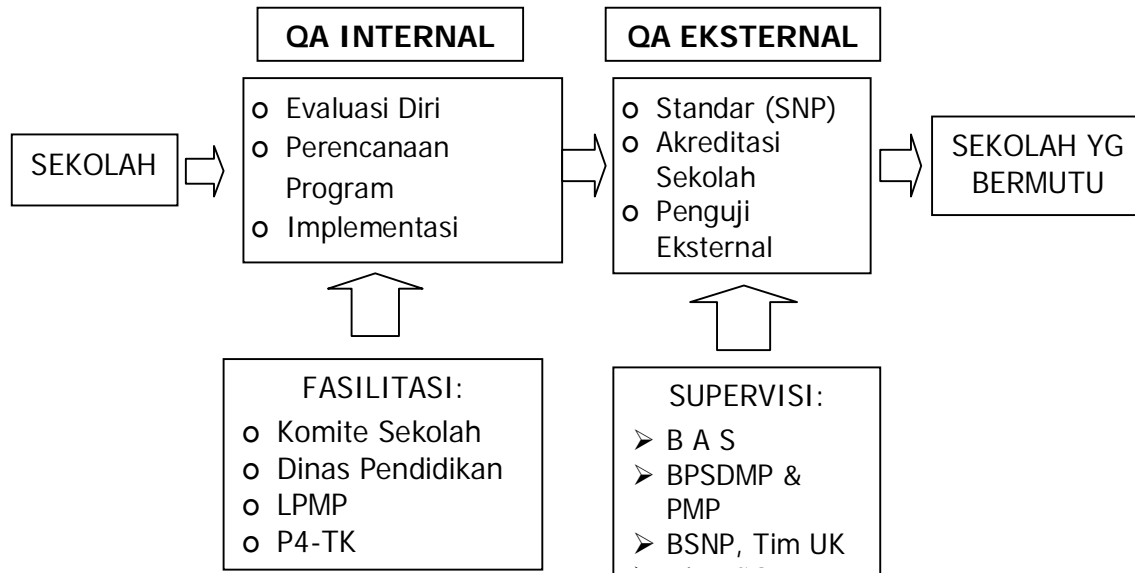 QA INTERNAL
QA EKSTERNAL
SEKOLAH
o Evaluasi Diri
o Perencanaan
Program
o Implementasi
o Standar (SNP)
o Akreditasi
Sekolah
o Penguji
Eksternal
SEKOLAH YG
BERMUTU
FASILITASI:
o Komite Sekolah
o Dinas Pendidikan
o LPMP
o P4-TK
SUPERVISI:
➢ B A S
➢ BPSDMP &
PMP
➢ BSNP, Tim UK